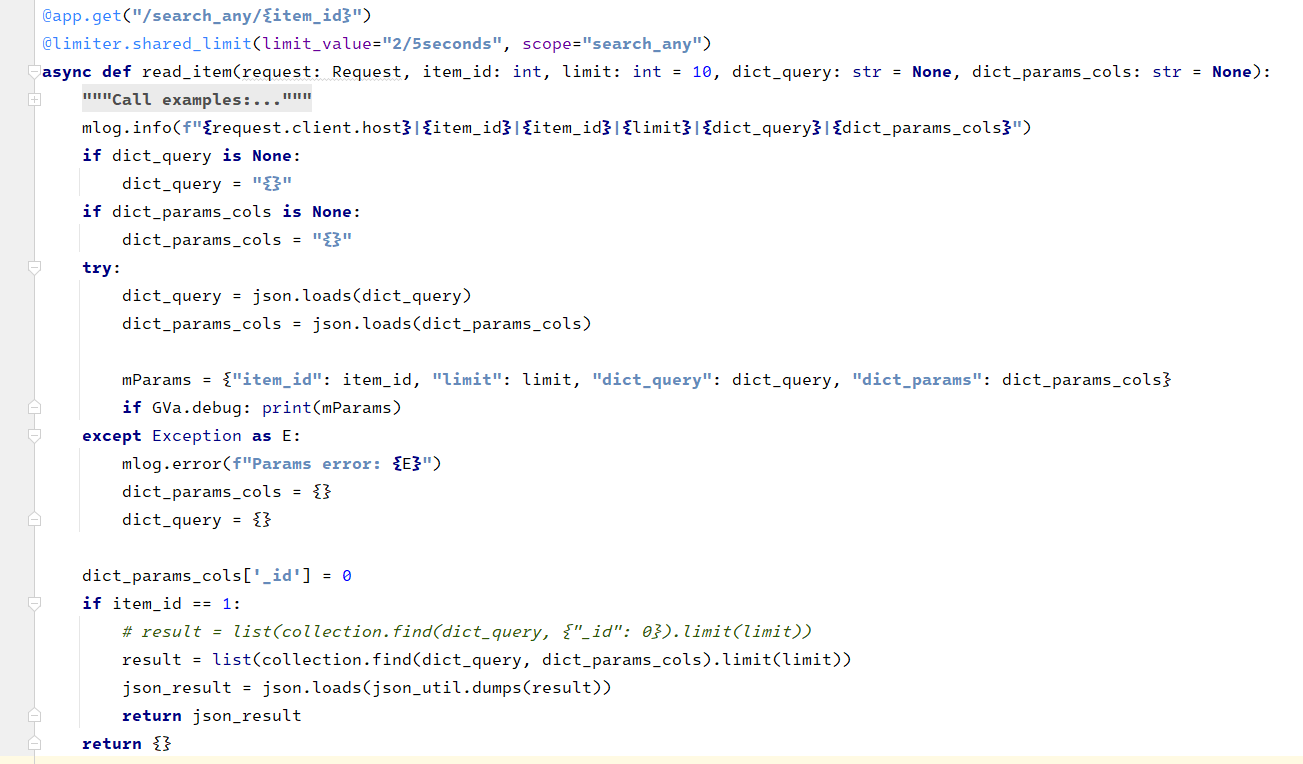 @app.get("/search_any/{item_id}")
@limiter.shared_limit(limit_value="2/5seconds", scope="search_any")
async def read_item(request: Request, item_id: int, limit: int = 10, dict_query: str = None, dict_params_cols: str = None):
    """Call examples:..."""
    mlog.info(f"{request.client.host}|{item_id}|{item_id}|{limit}|{dict_query}|{dict_params_cols}")
    if dict_query is None:
        dict_query = "{}"
    if dict_params_cols is None:
        dict_params_cols = "{}"
    try:
        dict_query = json.loads(dict_query)
        dict_params_cols = json.loads(dict_params_cols)
        mParams = {"item_id": item_id, "limit": limit, "dict_query": dict_query, "dict_params": dict_params_cols}
        if GVa.debug: print(mParams)
    except Exception as E:
        mlog.error(f"Params error: {E}")
        dict_params_cols = {}
        dict_query = {}
    dict_params_cols['_id'] = 0
    if item_id == 1:
        # result = list(collection.find(dict_query, {"_id": 0}).limit(limit))
        result = list(collection.find(dict_query, dict_params_cols).limit(limit))
        json_result = json.loads(json_util.dumps(result))
        return json_result
    return {}